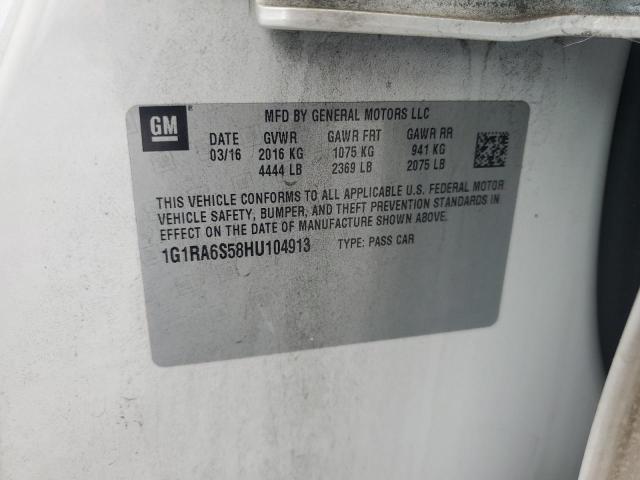 GM
MFD BY GENERAL MOTORS LLC
DATE GVWR GAWR FRT GAWR RR
03/16 2016 KG 1075 KG 941 KG
4444 LB 2369 LB 2075 LB
THIS VEHICLE CONFORMS TO ALL APPLICABLE U.S. FEDERAL MOTOR
VEHICLE SAFETY, BUMPER, AND THEFT PREVENTION STANDARDS IN
EFFECT ON THE DATE OF MANUFACTURE SHOWN ABOVE.
1G1RA6S58HU104913 TYPE: PASS CAR